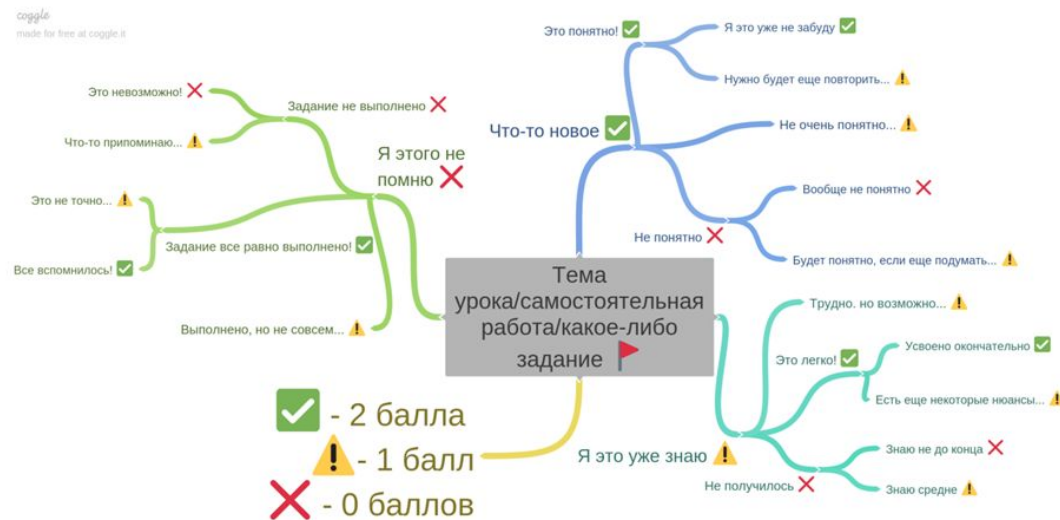 coggle
made for free at coggle.it
Это невозможно! ❌
Задание не выполнено ❌
Что-то припоминаю... ⚠️
Я этого не
помню ❌
Это не точно... ⚠️
Задание все равно выполнено! ✅
Все вспомнилось! ✅
Выполнено, но не совсем... ⚠️
Это понятно! ✅
Я это уже не забуду ✅
Нужно будет еще повторить... ⚠️
Что-то новое ✅
Не очень понятно... ⚠️
Вообще не понятно ❌
Не понятно ❌
Будет понятно, если еще подумать... ⚠️
Тема
урока/самостоятельная
работа/какое-либо
задание 🚩
Трудно. но возможно... ⚠️
Это легко! ✅
Усвоено окончательно ✅
Есть еще некоторые нюансы... ⚠️
Я это уже знаю ⚠️
Знаю не до конца ❌
Не получилось ❌
Знаю средне ⚠️
✅ - 2 балла
⚠️ - 1 балл
❌ - 0 баллов